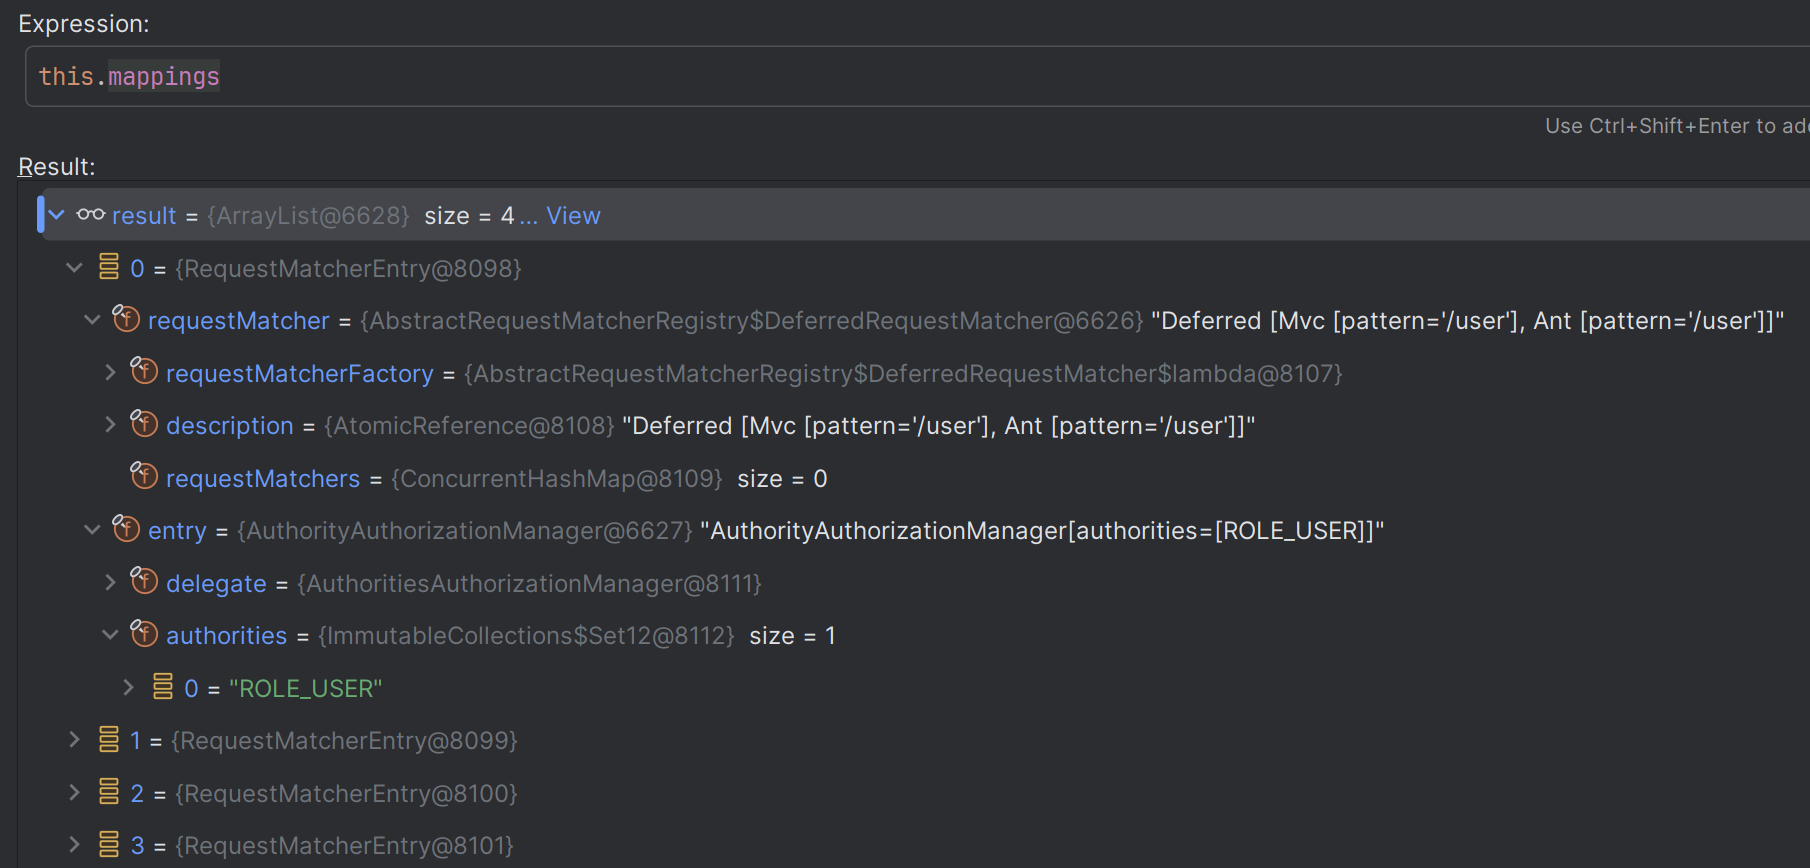 Expression:
this.mappings
Use Ctrl+Shift+Enter to add
Result:
result = {ArrayList@6628} size = 4 ... View
0 = {RequestMatcherEntry@8098}
requestMatcher = {AbstractRequestMatcherRegistry$DeferredRequestMatcher@6626} "Deferred [Mvc [pattern='/user'], Ant [pattern='/user']]"
requestMatcherFactory = {AbstractRequestMatcherRegistry$DeferredRequestMatcher$lambda@8107}
description = {AtomicReference@8108} "Deferred [Mvc [pattern='/user'], Ant [pattern='/user']]"
requestMatchers = {ConcurrentHashMap@8109} size = 0
entry = {AuthorityAuthorizationManager@6627} "AuthorityAuthorizationManager[authorities=[ROLE_USER]]"
delegate = {AuthoritiesAuthorizationManager@8111}
authorities = {ImmutableCollections$Set12@8112} size = 1
0 = "ROLE_USER"
1 = {RequestMatcherEntry@8099}
2 = {RequestMatcherEntry@8100}
3 = {RequestMatcherEntry@8101}